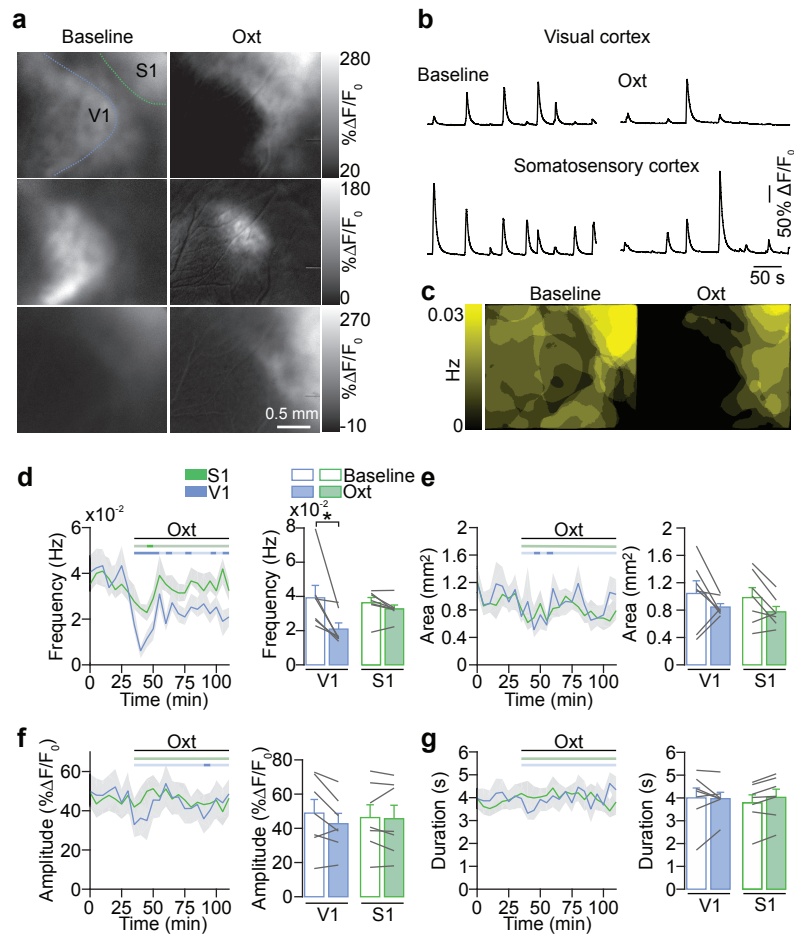 a
Baseline
Oxt
S1
V1
280
%ΔF/F0
20
180
%ΔF/F0
0
270
%ΔF/F0
-10
0.5 mm
b
Visual cortex
Baseline
Oxt
Somatosensory cortex
50% ΔF/F0
50 s
c
Baseline
Oxt
0.03
Hz
0
S1
V1
Baseline
Oxt
d
x10-2
Oxt
6
4
2
0
Frequency (Hz)
0 25 50 75 100
Time (min)
x10-2
*
8
6
4
2
0
Frequency (Hz)
V1 S1
e
Oxt
2
1.6
1.2
0.8
0.4
0
Area (mm2)
0 25 50 75 100
Time (min)
2
1.6
1.2
0.8
0.4
0
Area (mm2)
V1 S1
f
Oxt
60
40
20
0
Amplitude (%ΔF/F0)
0 25 50 75 100
Time (min)
80
60
40
20
0
Amplitude (%ΔF/F0)
V1 S1
g
Oxt
6
5
4
3
2
1
0
Duration (s)
0 25 50 75 100
Time (min)
6
5
4
3
2
1
0
Duration (s)
V1 S1